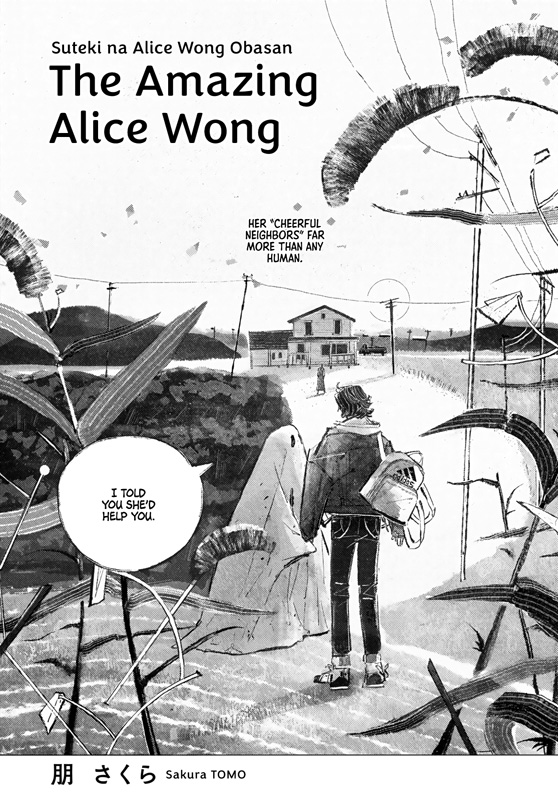 Suteki na Alice Wong Obasan
The Amazing
Alice Wong
HER "CHEERFUL
NEIGHBORS" FAR
MORE THAN ANY
HUMAN.
I TOLD
YOU SHE'D
HELP YOU.
adidas
朋 さくら Sakura TOMO